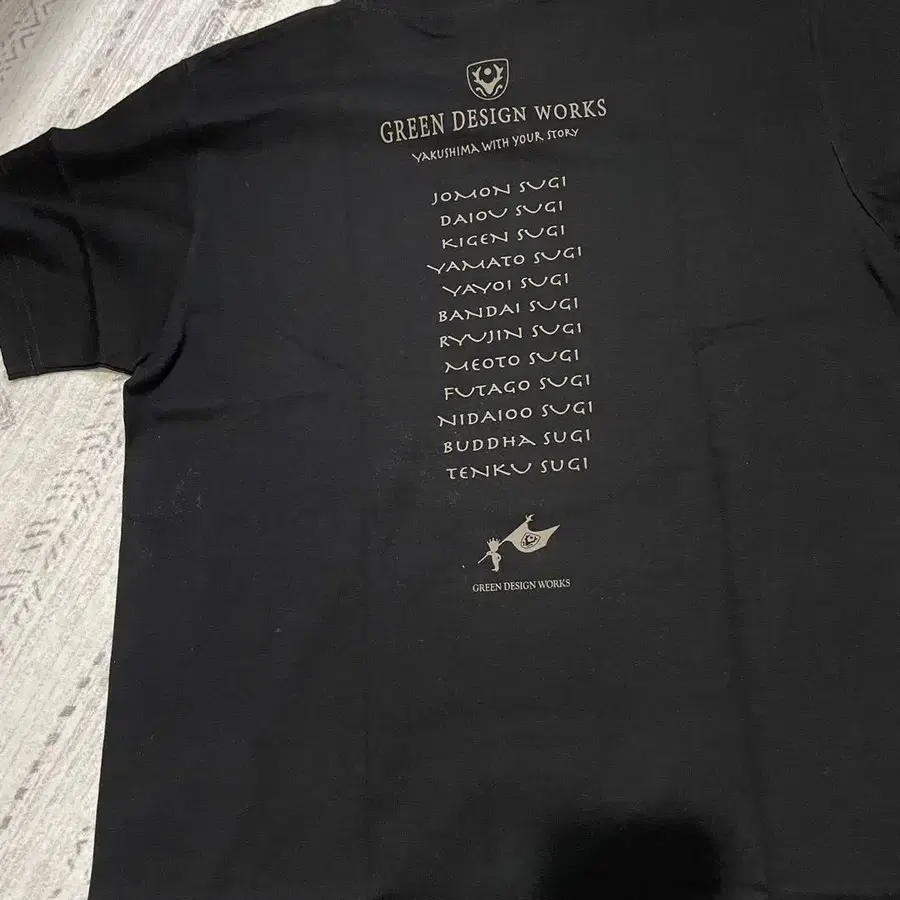 GREEN DESIGN WORKS
YAKUSHIMA WITH YOUR STORY
JOMON SUGI
DAIOU SUGI
KIGEN SUGI
YAMATO SUGI
YAYOI SUGI
BANDAI SUGI
RYUJIN SUGI
MEOTO SUGI
FUTAGO SUGI
NIDAIOO SUGI
BUDDHA SUGI
TENKU SUGI
GREEN DESIGN WORKS